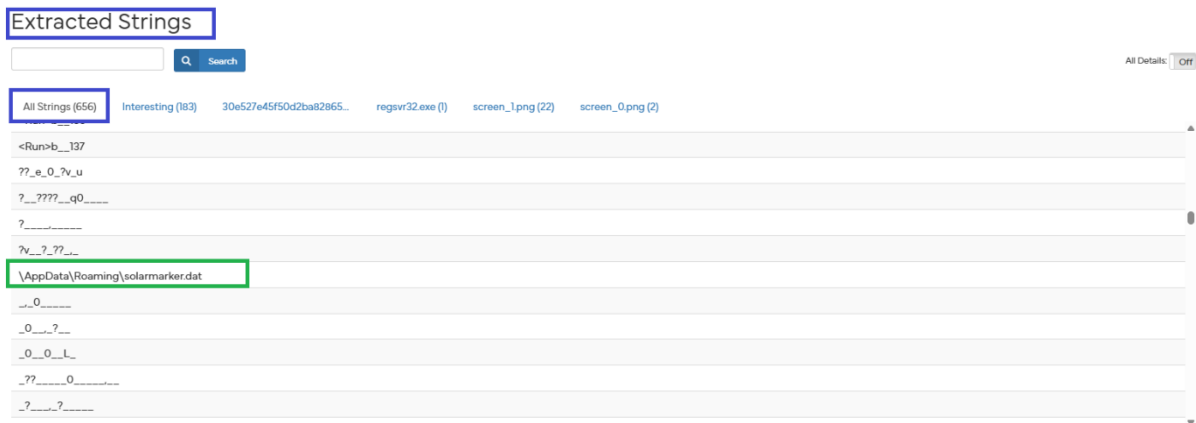 Extracted Strings
Search
All Details: Off
All Strings (656) Interesting (183) 30e527e45f50d2ba82865... regsvr32.exe (1) screen_1.png (22) screen_0.png (2)
<Run>b__137
??_e_0_?v_u
?__????__q0____
?____,_____
?v__?_??_,_
\AppData\Roaming\solarmarker.dat
_,_0_____
_0__,_?__
_0__0__L_
_??_____0_____,__
_?___,_?_____